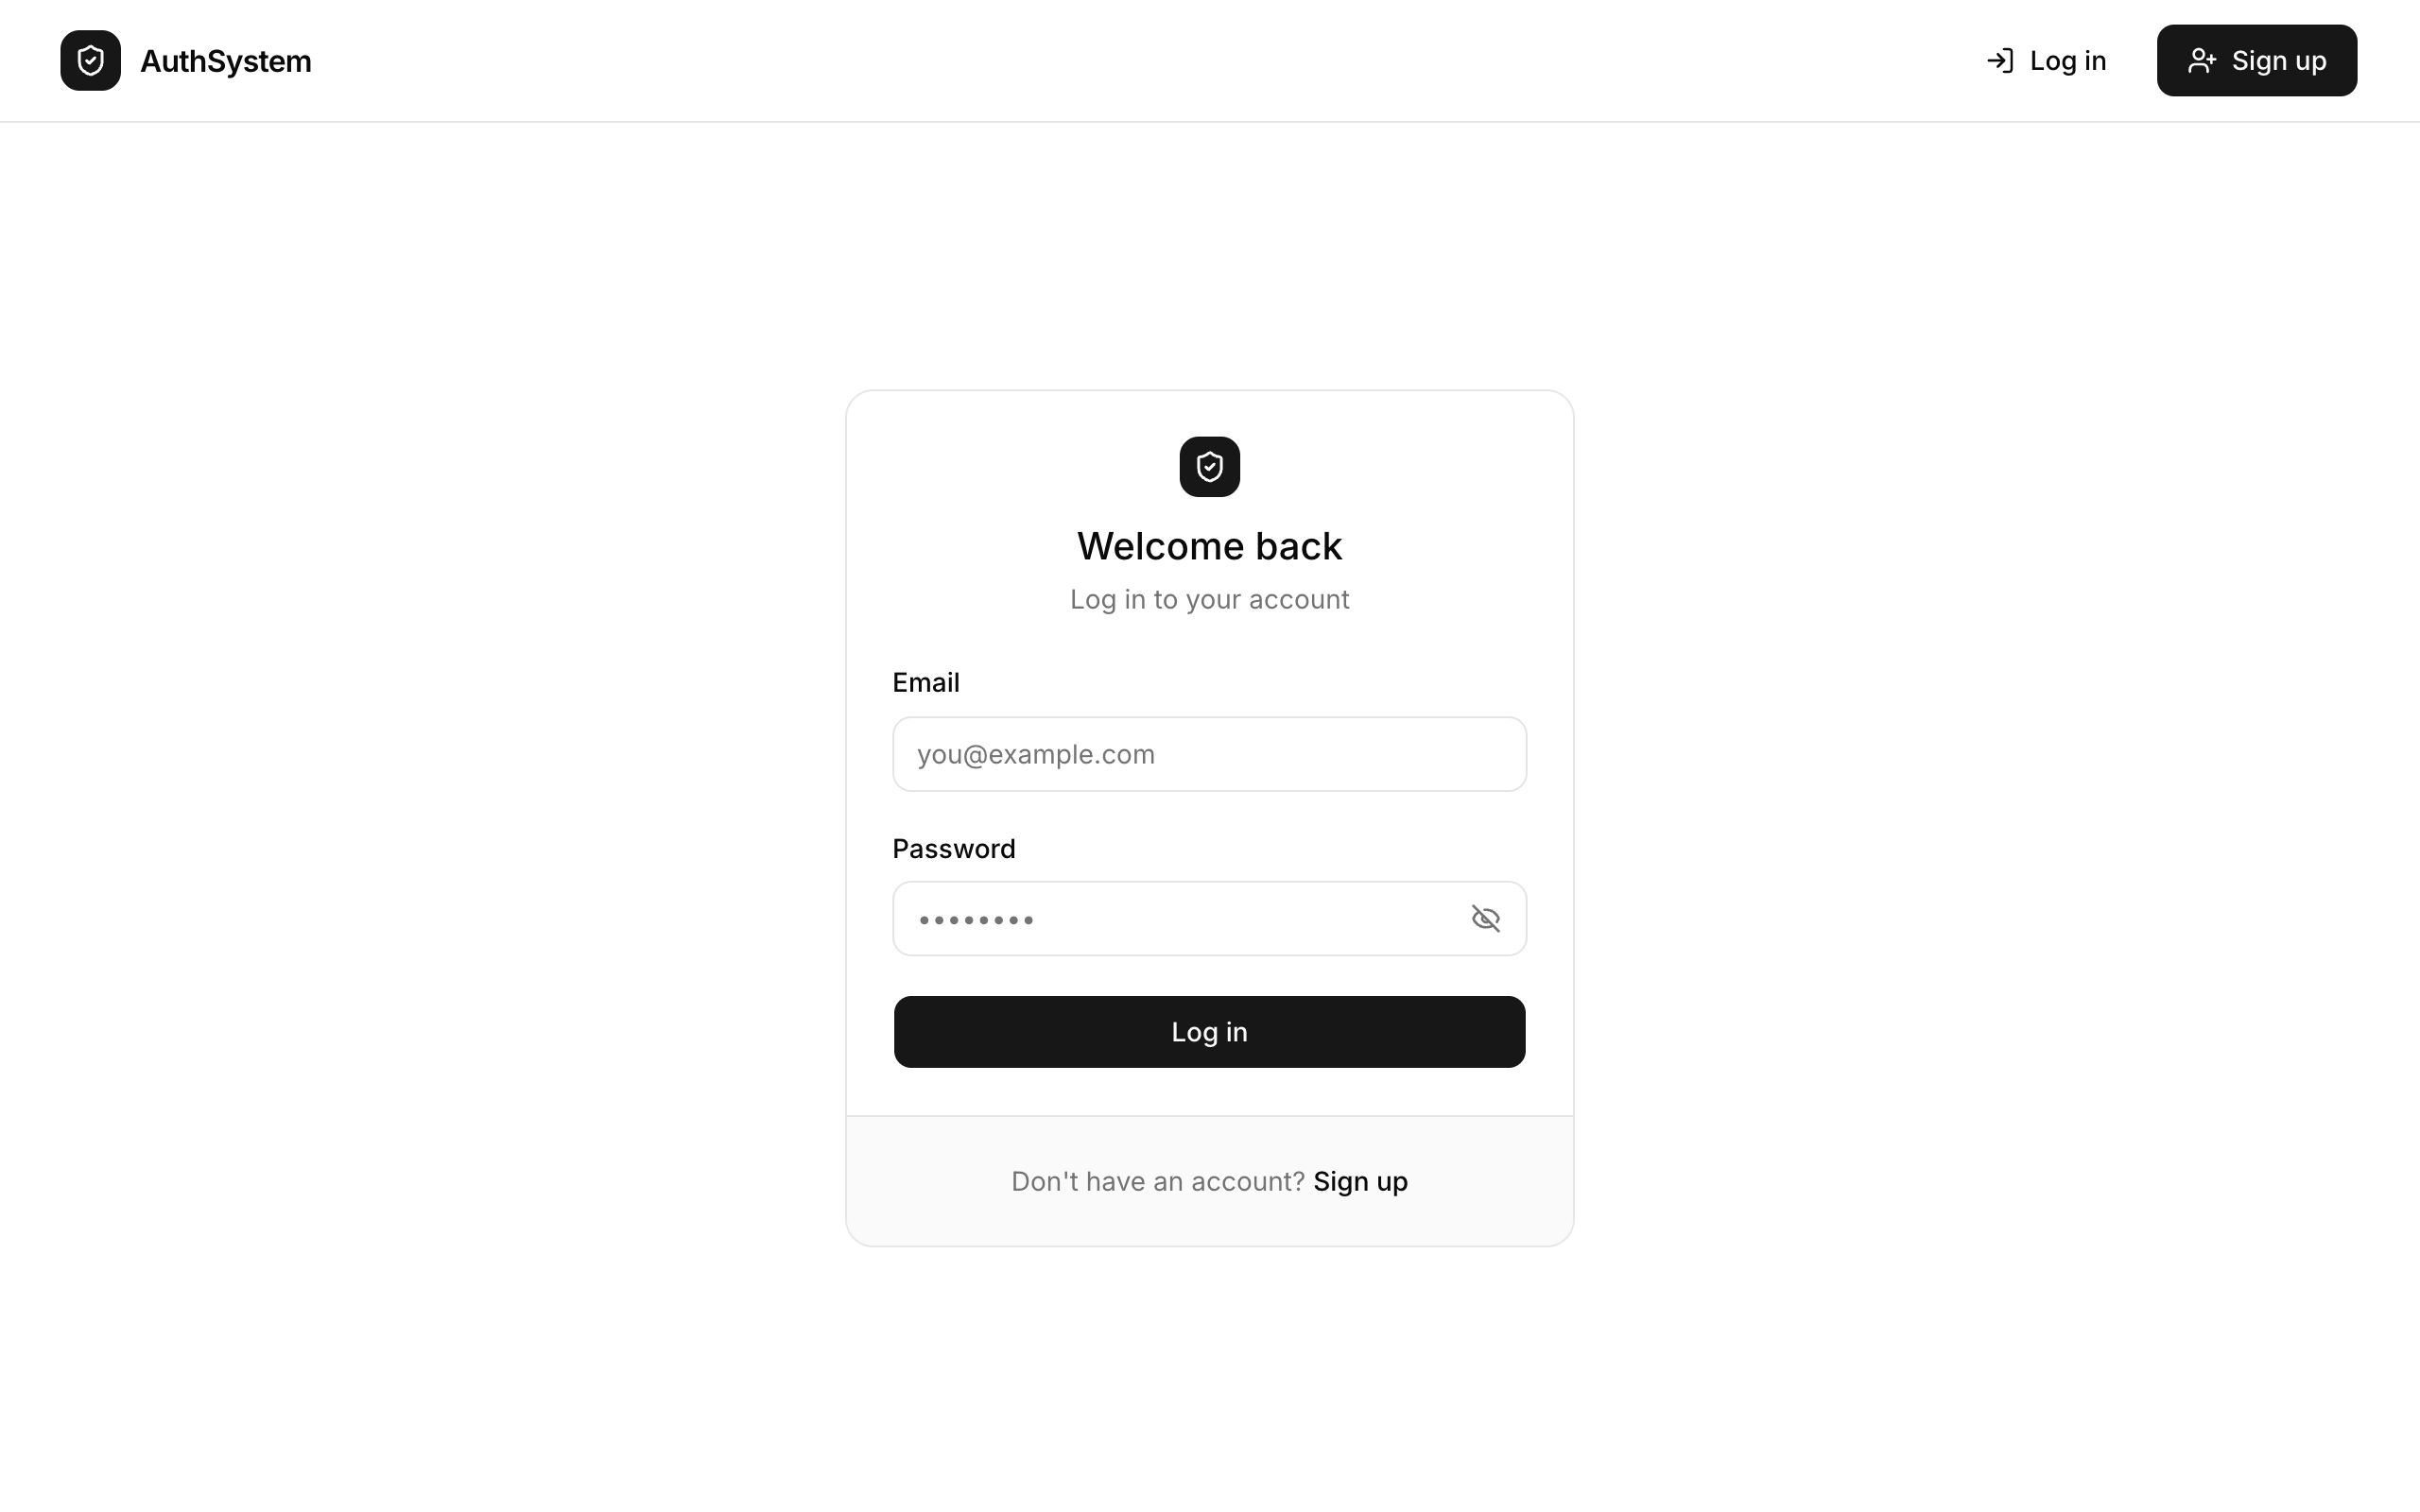 AuthSystem
Log in
Sign up
Welcome back
Log in to your account
Email
you@example.com
Password
••••••••
Log in
Don't have an account? Sign up